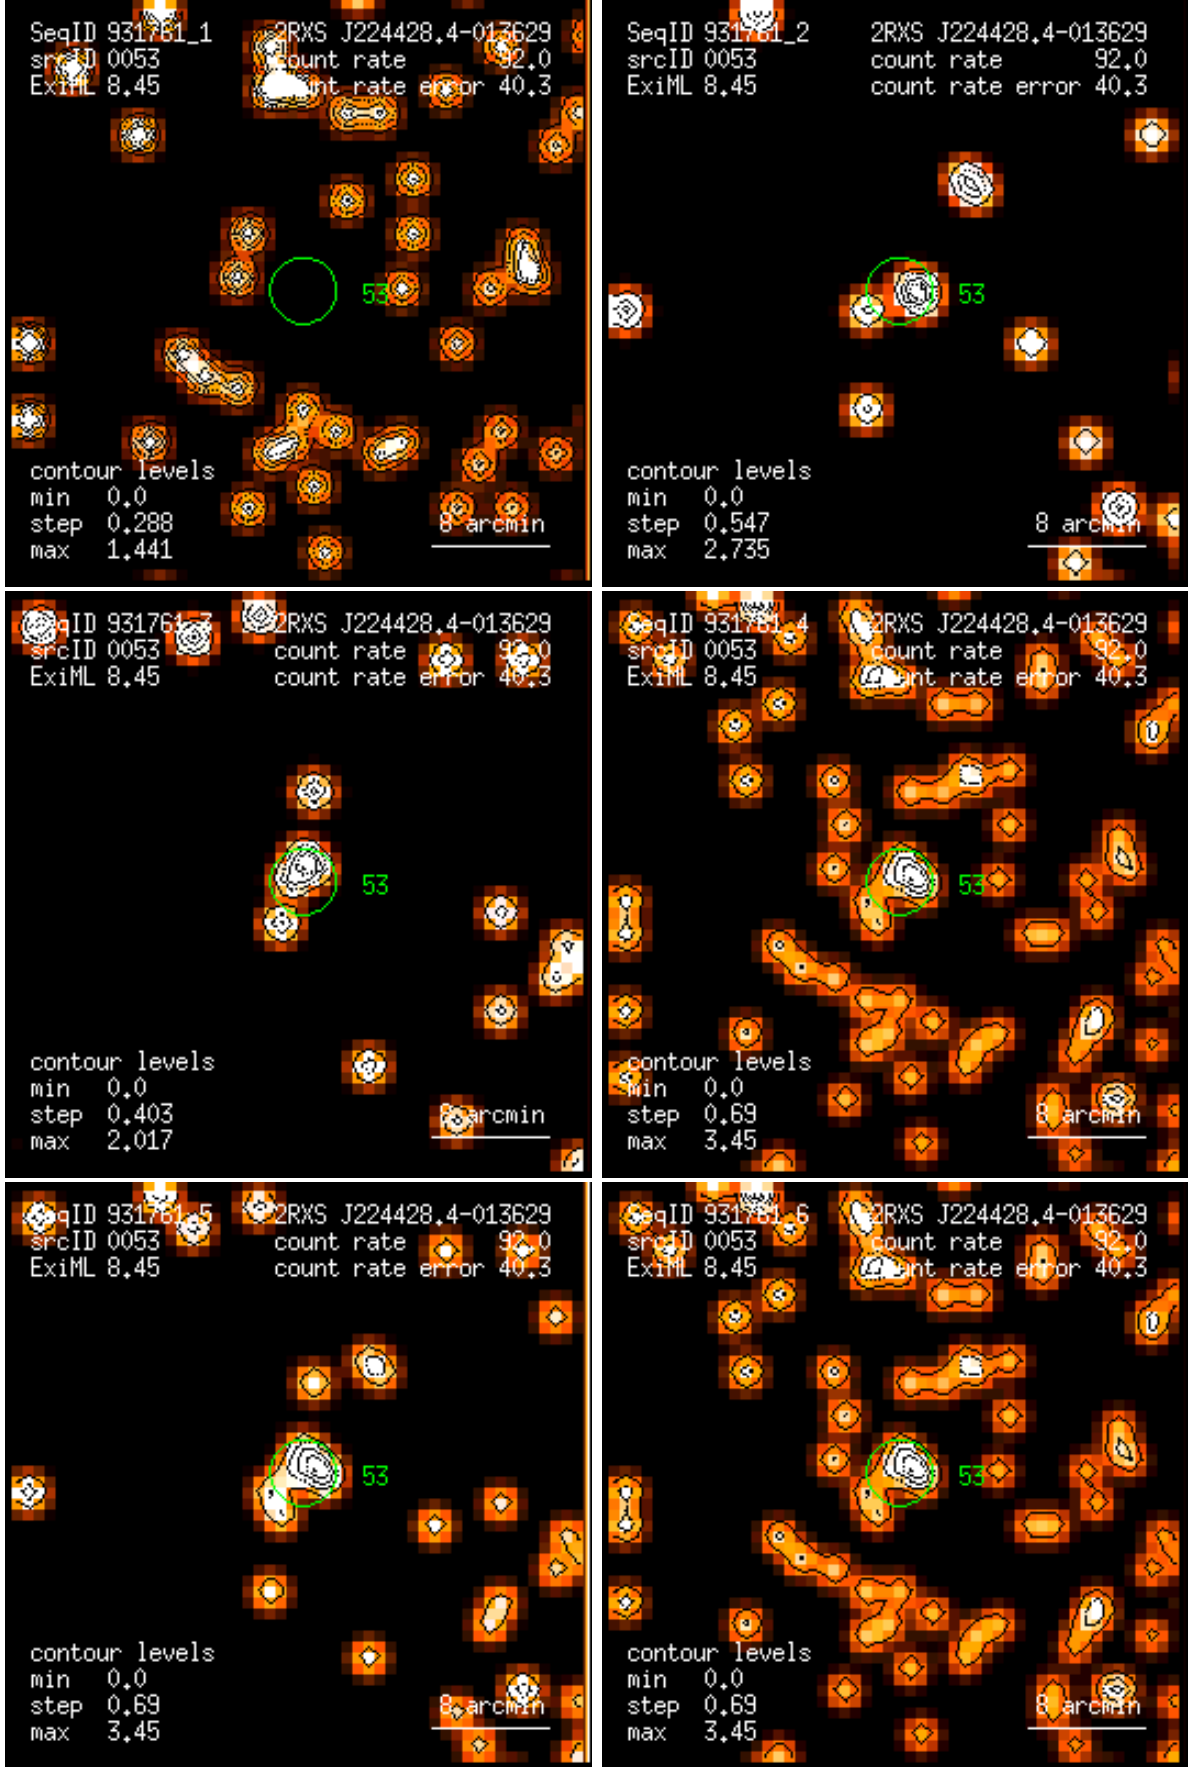 SeqID 931761_1 2RXS J224428.4-013629
srcID 0053 count rate 92.0
ExiML 8.45 count rate error 40.3
53
contour levels
min 0.0
step 0.288
max 1.441
8 arcmin
SeqID 931761_2 2RXS J224428.4-013629
srcID 0053 count rate 92.0
ExiML 8.45 count rate error 40.3
53
contour levels
min 0.0
step 0.547
max 2.735
8 arcmin
SeqID 931761_3 2RXS J224428.4-013629
srcID 0053 count rate 92.0
ExiML 8.45 count rate error 40.3
53
contour levels
min 0.0
step 0.403
max 2.017
8 arcmin
SeqID 931761_4 2RXS J224428.4-013629
srcID 0053 count rate 92.0
ExiML 8.45 count rate error 40.3
53
contour levels
min 0.0
step 0.69
max 3.45
8 arcmin
SeqID 931761_5 2RXS J224428.4-013629
srcID 0053 count rate 92.0
ExiML 8.45 count rate error 40.3
53
contour levels
min 0.0
step 0.69
max 3.45
8 arcmin
SeqID 931761_6 2RXS J224428.4-013629
srcID 0053 count rate 92.0
ExiML 8.45 count rate error 40.3
53
contour levels
min 0.0
step 0.69
max 3.45
8 arcmin